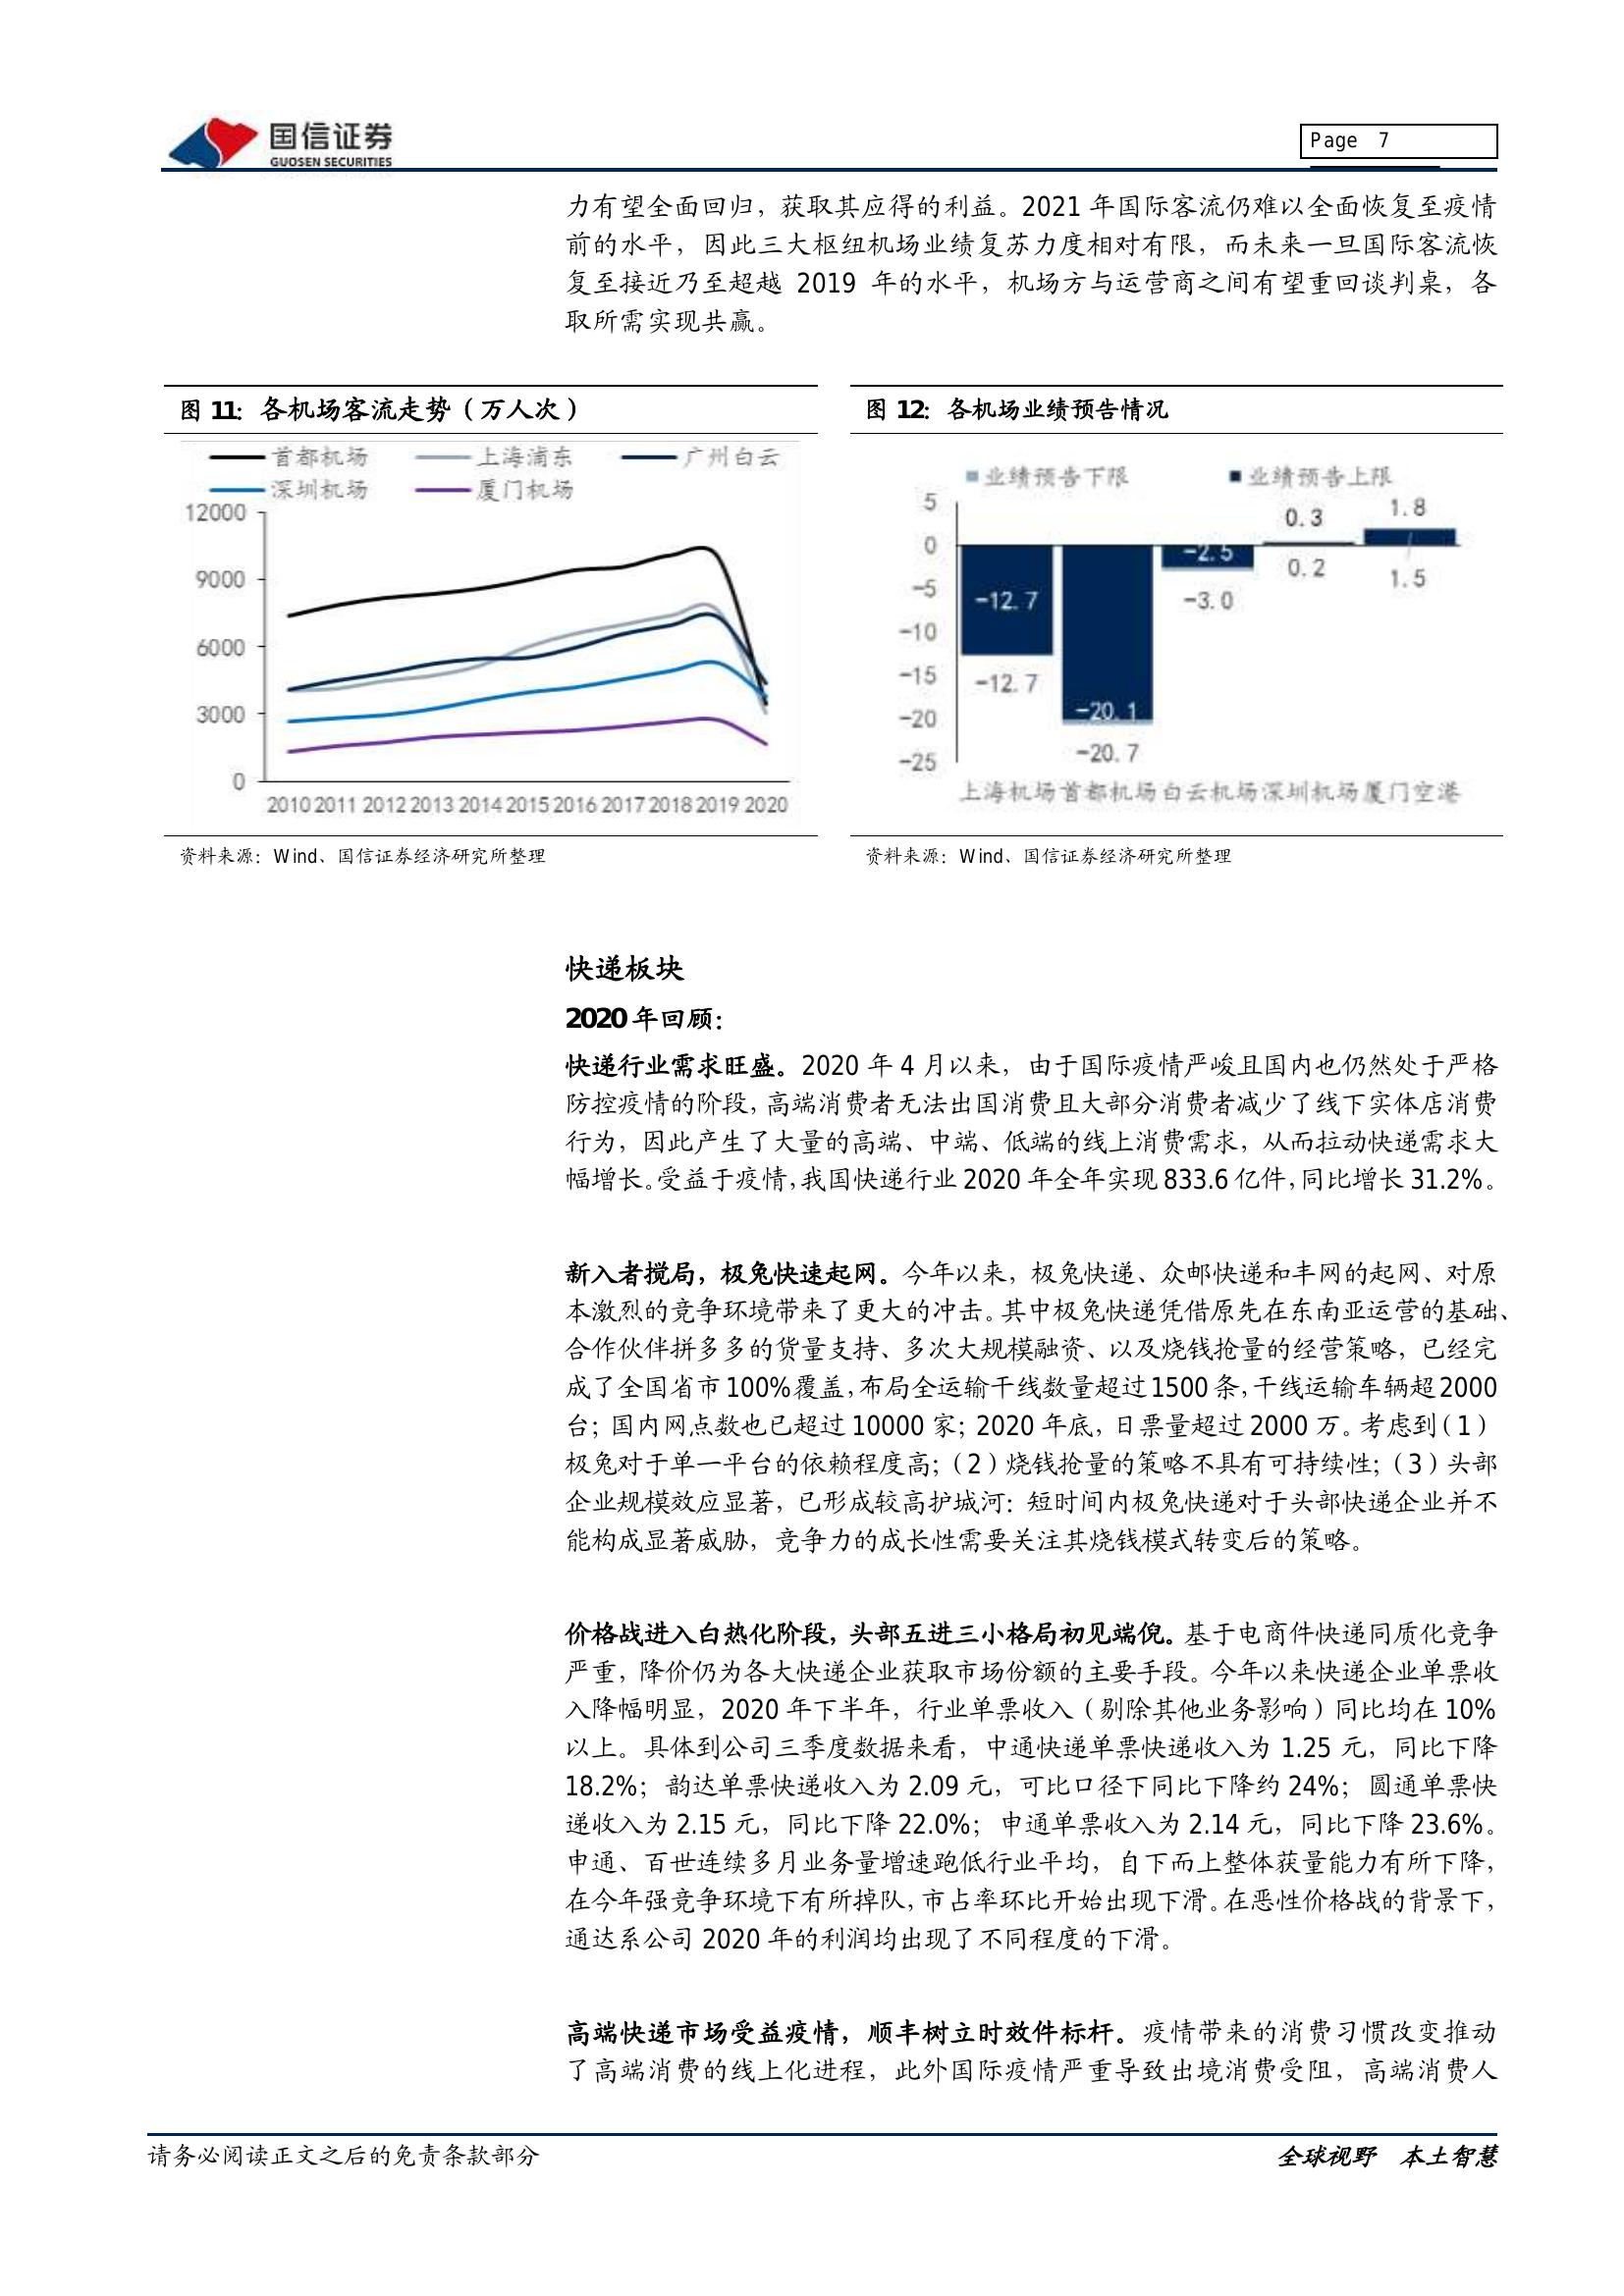 国信证券
GUOSEN SECURITIES
Page 7
力有望全面回归，获取其应得的利益。2021 年国际客流仍难以全面恢复至疫情
前的水平，因此三大枢纽机场业绩复苏力度相对有限，而未来一旦国际客流恢
复至接近乃至超越 2019 年的水平，机场方与运营商之间有望重回谈判桌，各
取所需实现共赢。
图 11：各机场客流走势（万人次）
首都机场 上海浦东 广州白云
深圳机场 厦门机场
12000
9000
6000
3000
0
2010 2011 2012 2013 2014 2015 2016 2017 2018 2019 2020
资料来源：Wind、国信证券经济研究所整理
图 12：各机场业绩预告情况
业绩预告下限 业绩预告上限
5
0
-5
-10
-15
-20
-25
-12.7
-12.7
-20.1
-20.7
-2.5
-3.0
0.3
0.2
1.8
1.5
上海机场 首都机场 白云机场 深圳机场 厦门空港
资料来源：Wind、国信证券经济研究所整理
快递板块
2020 年回顾：
快递行业需求旺盛。2020 年 4 月以来，由于国际疫情严峻且国内也仍然处于严格
防控疫情的阶段，高端消费者无法出国消费且大部分消费者减少了线下实体店消费
行为，因此产生了大量的高端、中端、低端的线上消费需求，从而拉动快递需求大
幅增长。受益于疫情，我国快递行业 2020 年全年实现 833.6 亿件，同比增长 31.2%。
新入者搅局，极兔快速起网。今年以来，极兔快递、众邮快递和丰网的起网、对原
本激烈的竞争环境带来了更大的冲击。其中极兔快递凭借原先在东南亚运营的基础、
合作伙伴拼多多的货量支持、多次大规模融资、以及烧钱抢量的经营策略，已经完
成了全国省市 100%覆盖，布局全运输干线数量超过 1500 条，干线运输车辆超 2000
台；国内网点数也已超过 10000 家；2020 年底，日票量超过 2000 万。考虑到（1）
极兔对于单一平台的依赖程度高；（2）烧钱抢量的策略不具有可持续性；（3）头部
企业规模效应显著，已形成较高护城河：短时间内极兔快递对于头部快递企业并不
能构成显著威胁，竞争力的成长性需要关注其烧钱模式转变后的策略。
价格战进入白热化阶段，头部五进三小格局初见端倪。基于电商件快递同质化竞争
严重，降价仍为各大快递企业获取市场份额的主要手段。今年以来快递企业单票收
入降幅明显，2020 年下半年，行业单票收入（剔除其他业务影响）同比均在 10%
以上。具体到公司三季度数据来看，中通快递单票快递收入为 1.25 元，同比下降
18.2%；韵达单票快递收入为 2.09 元，可比口径下同比下降约 24%；圆通单票快
递收入为 2.15 元，同比下降 22.0%；申通单票收入为 2.14 元，同比下降 23.6%。
申通、百世连续多月业务量增速跑低行业平均，自下而上整体获量能力有所下降，
在今年强竞争环境下有所掉队，市占率环比开始出现下滑。在恶性价格战的背景下，
通达系公司 2020 年的利润均出现了不同程度的下滑。
高端快递市场受益疫情，顺丰树立时效件标杆。疫情带来的消费习惯改变推动
了高端消费的线上化进程，此外国际疫情严重导致出境消费受阻，高端消费人
请务必阅读正文之后的免责条款部分
全球视野 本土智慧